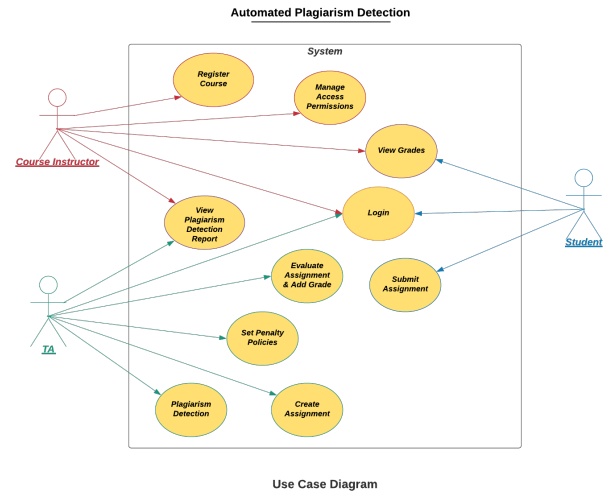 Automated Plagiarism Detection
System
Register
Course
Manage
Access
Permissions
View Grades
Course Instructor
View
Plagiarism
Detection
Report
Login
Student
Evaluate
Assignment
& Add Grade
Submit
Assignment
TA
Set Penalty
Policies
Plagiarism
Detection
Create
Assignment
Use Case Diagram